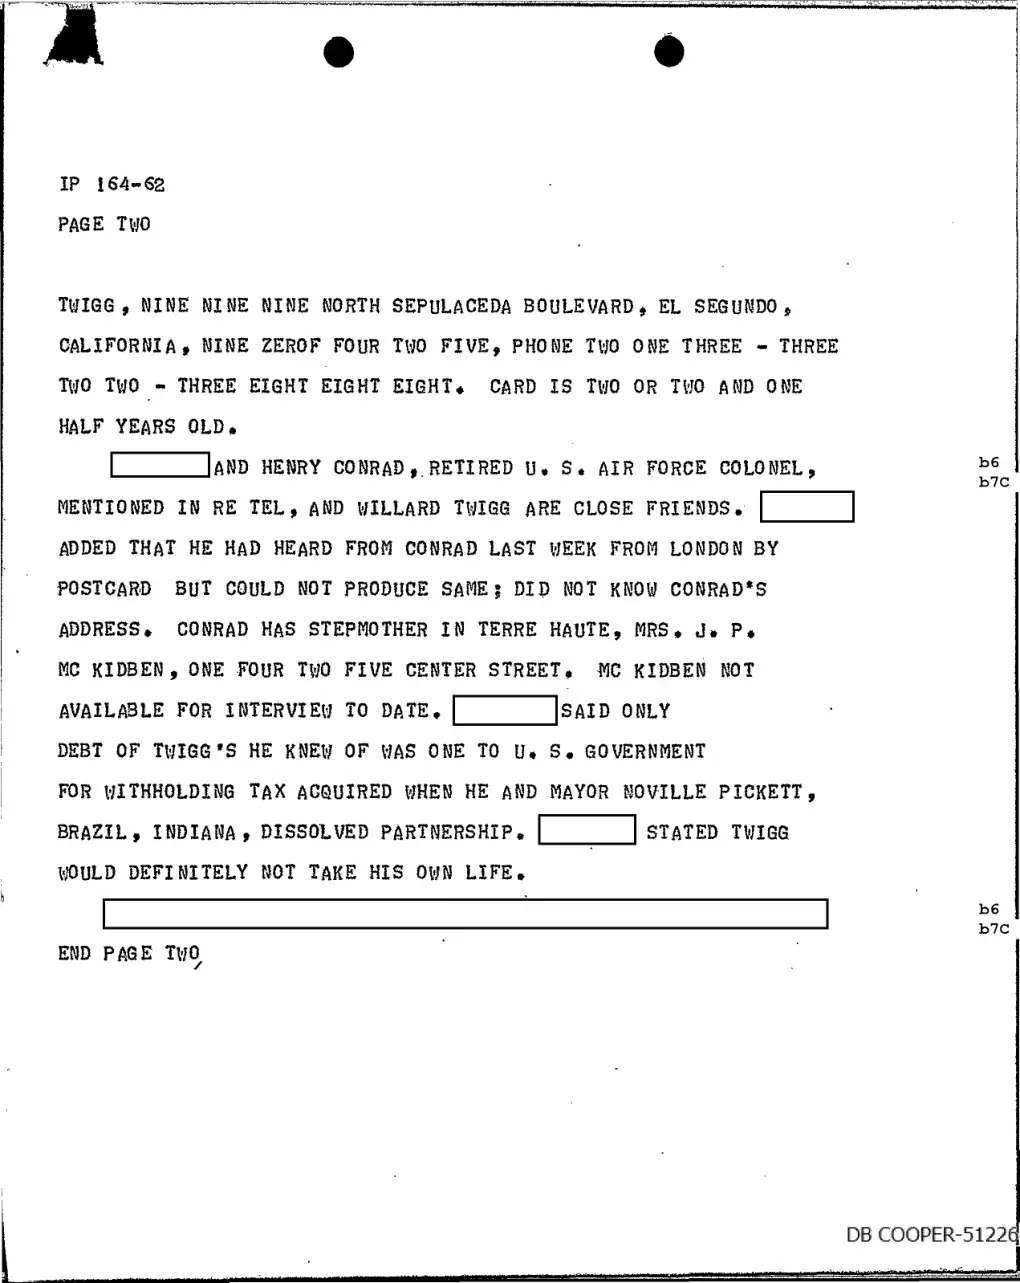 IP 164-62
PAGE TWO
TWIGG, NINE NINE NINE NORTH SEPULACEDA BOULEVARD, EL SEGUNDO,
CALIFORNIA, NINE ZEROF FOUR TWO FIVE, PHONE TWO ONE THREE - THREE
TWO TWO - THREE EIGHT EIGHT EIGHT. CARD IS TWO OR TWO AND ONE
HALF YEARS OLD.
AND HENRY CONRAD, RETIRED U. S. AIR FORCE COLONEL,
b6
b7C
MENTIONED IN RE TEL, AND WILLARD TWIGG ARE CLOSE FRIENDS.
ADDED THAT HE HAD HEARD FROM CONRAD LAST WEEK FROM LONDON BY
POSTCARD BUT COULD NOT PRODUCE SAME; DID NOT KNOW CONRAD'S
ADDRESS. CONRAD HAS STEPMOTHER IN TERRE HAUTE, MRS. J. P.
MC KIDBEN, ONE FOUR TWO FIVE CENTER STREET. MC KIDBEN NOT
AVAILABLE FOR INTERVIEW TO DATE. SAID ONLY
DEBT OF TWIGG'S HE KNEW OF WAS ONE TO U. S. GOVERNMENT
FOR WITHHOLDING TAX ACQUIRED WHEN HE AND MAYOR NOVILLE PICKETT,
BRAZIL, INDIANA, DISSOLVED PARTNERSHIP. STATED TWIGG
WOULD DEFINITELY NOT TAKE HIS OWN LIFE.
b6
b7C
END PAGE TWO
DB COOPER-51226